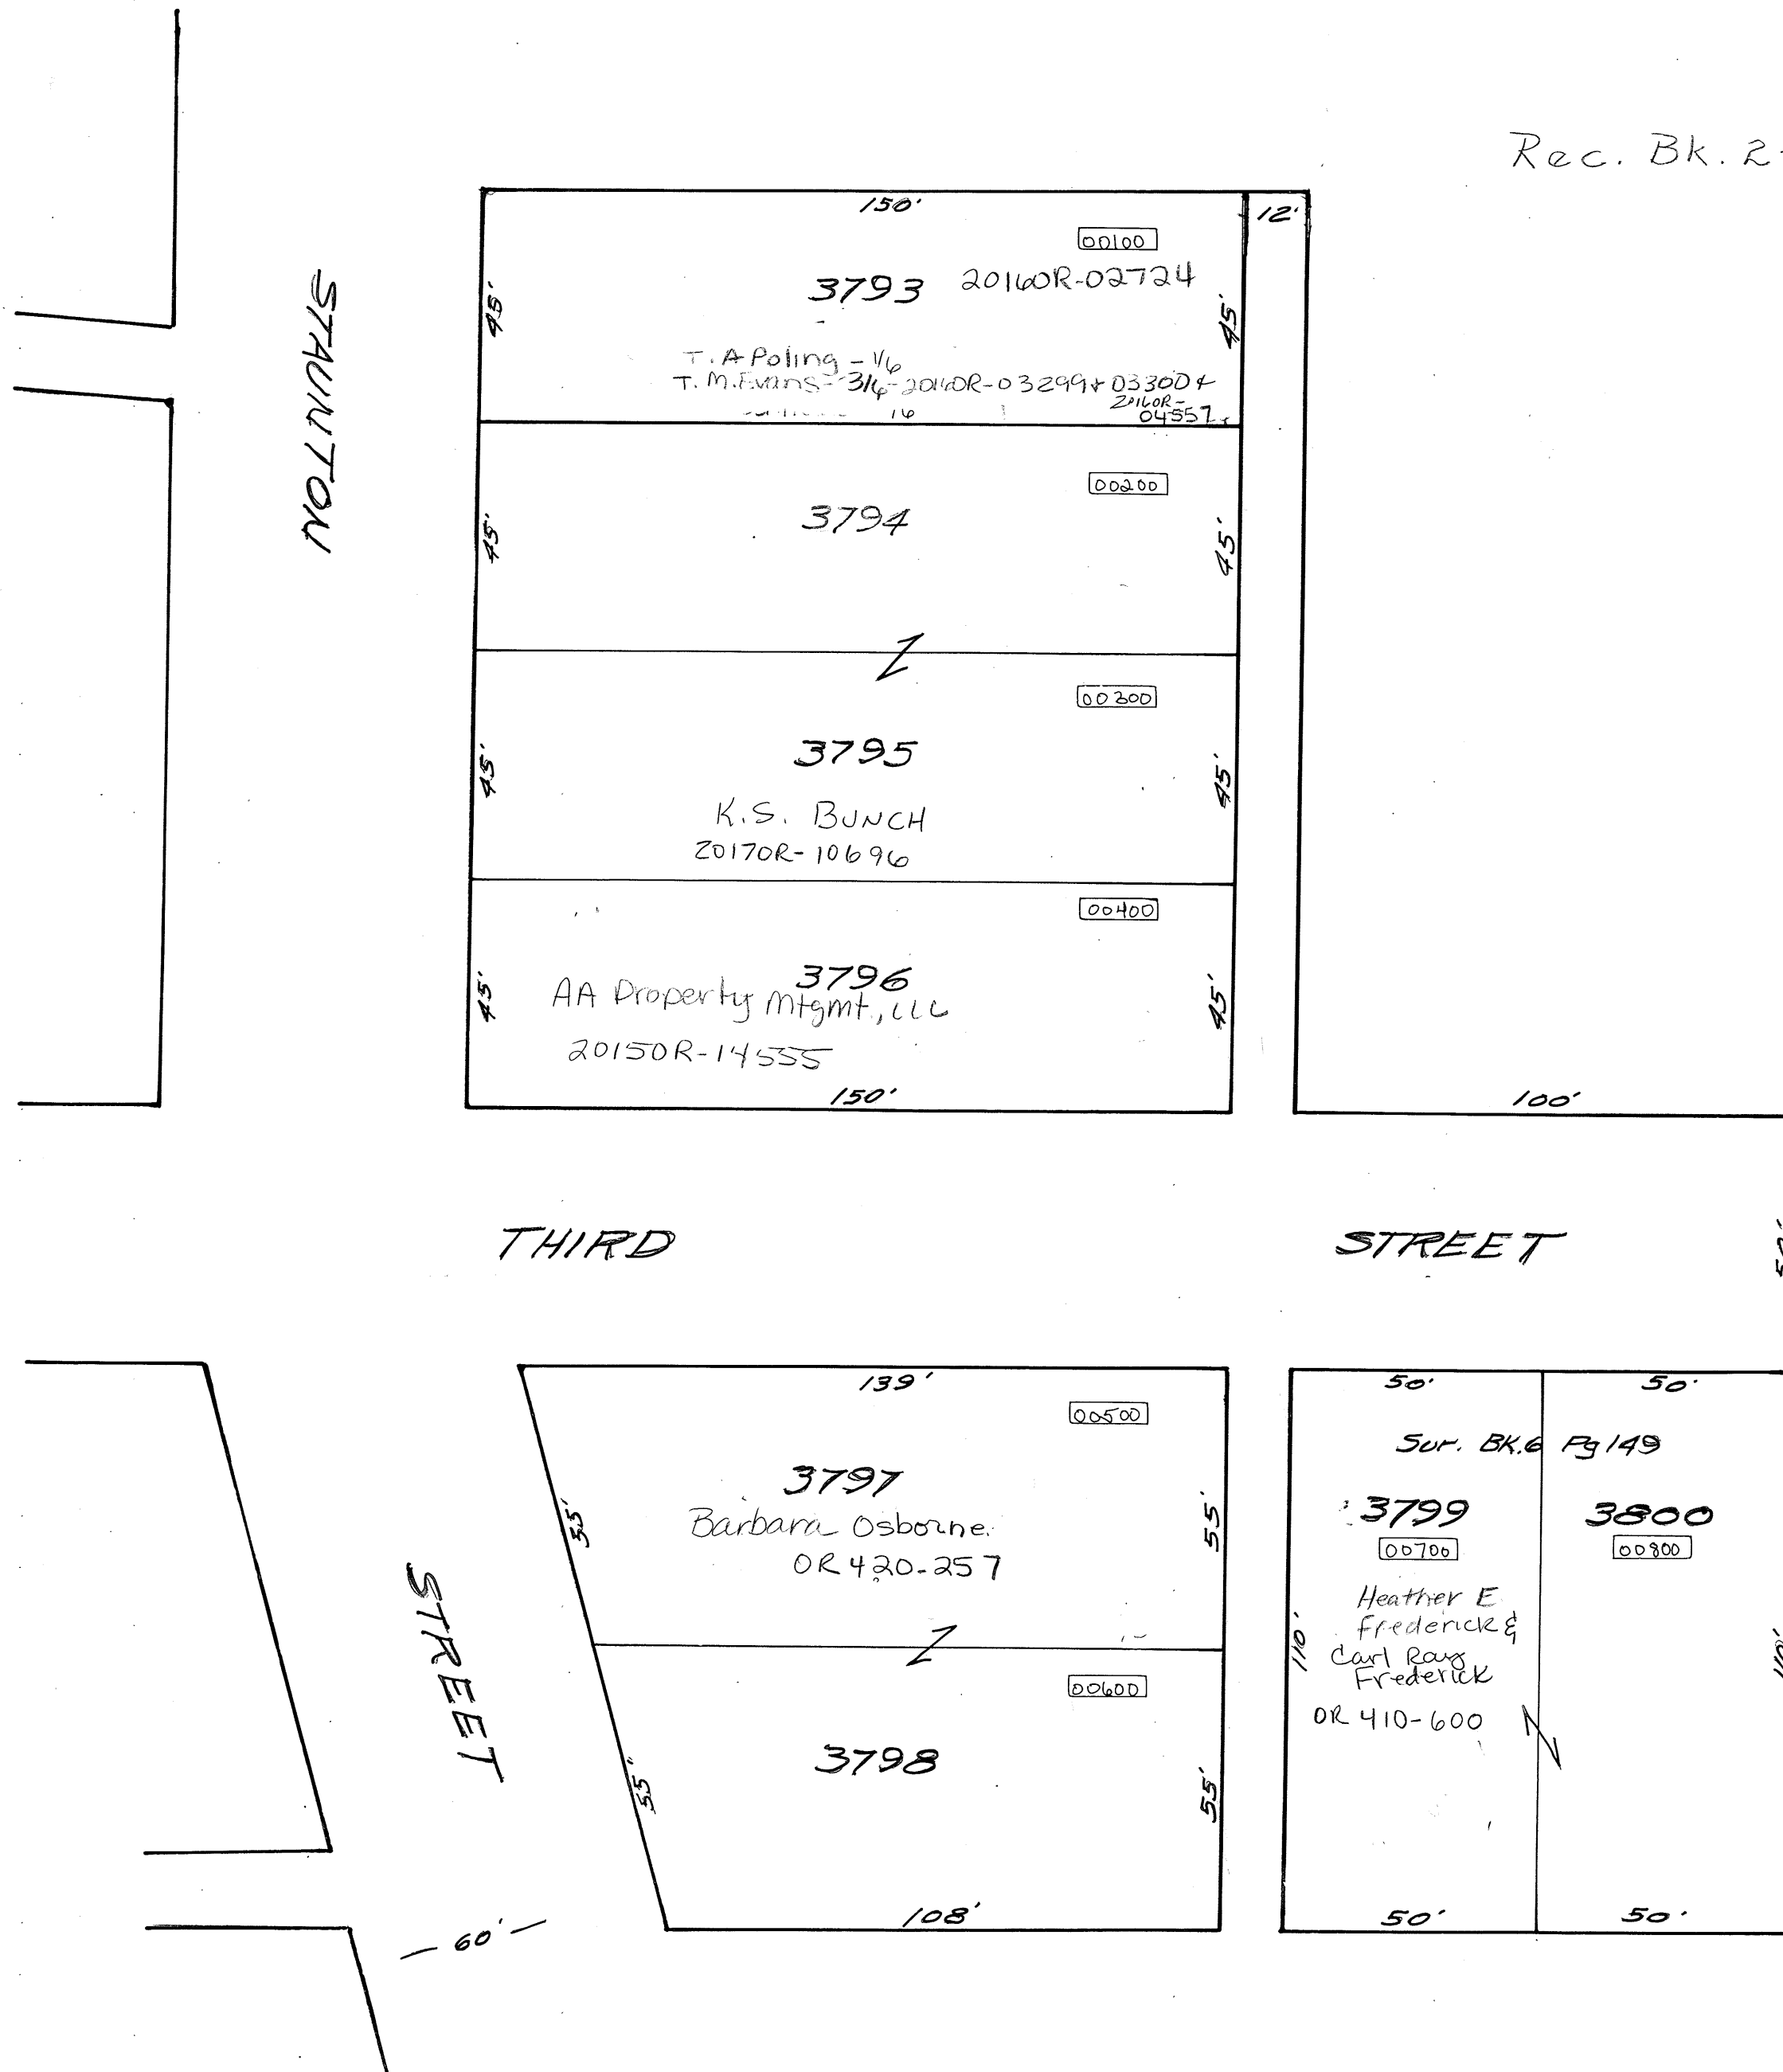 Rec. Bk. 2
150'
12'
00100
3793
20160R-02724
45'
45'
T. A Poling - 1/6
T. M. Evans - 3/6 - 20160R-03299 & 03300 &
20160R-
04557
STAUNTON
00200
3794
45'
45'
00300
3795
45'
45'
K.S. BUNCH
20170R-10696
00400
3796
45'
45'
AA Property Mtgmt., LLC
20150R-14555
150'
100'
THIRD STREET
139'
00500
3797
Barbara Osborne
OR 420-257
55'
55'
00600
3798
55'
55'
108'
STREET
60'
50'
50'
Sur. BK.6 Pg 149
3799
3800
00700
00800
Heather E.
Frederick &
Carl Ray
Frederick
OR 410-600
110'
110'
50'
50'